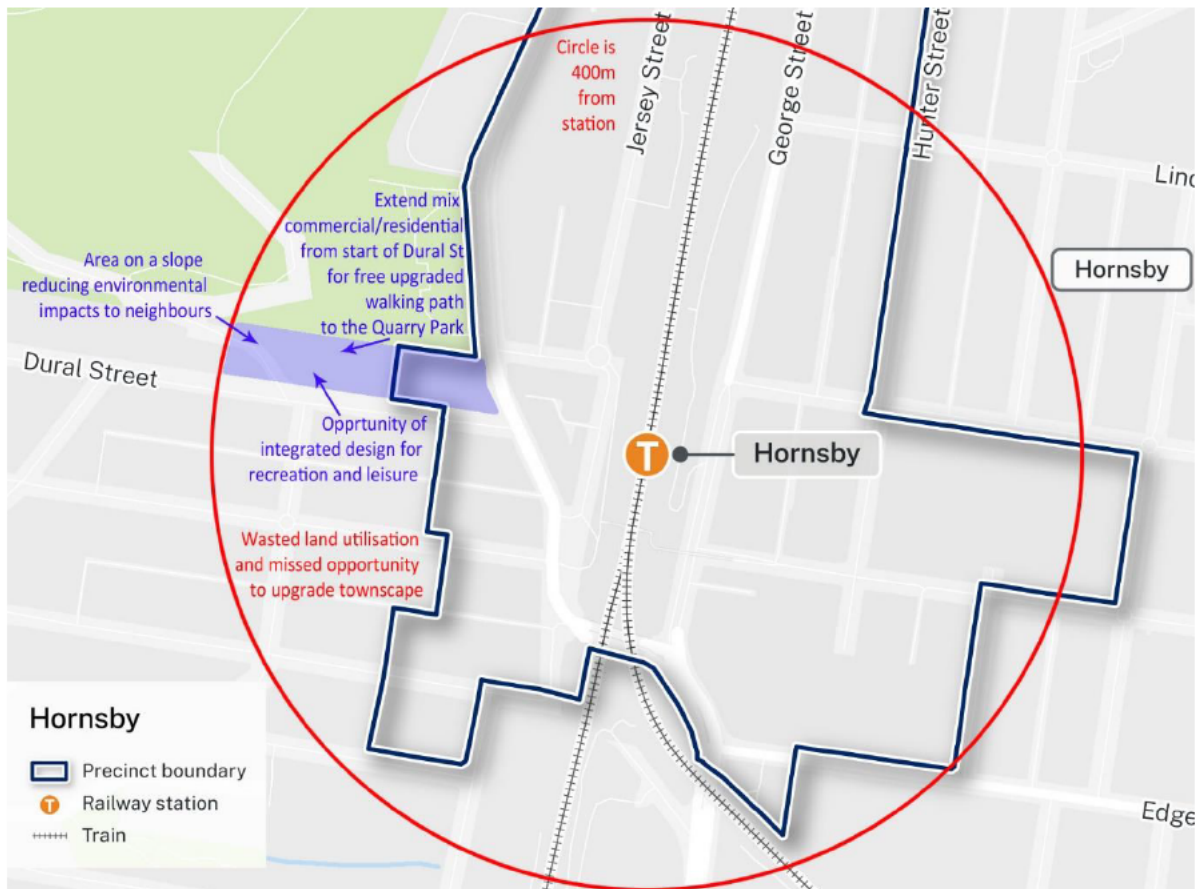 Circle is
400m
from
station
Jersey Street
George Street
Hunter Street
Extend mix
commercial/residential
from start of Dural St
for free upgraded
walking path
to the Quarry Park
Area on a slope
reducing environmental
impacts to neighbours
Dural Street
Opprtunity of
integrated design for
recreation and leisure
Wasted land utilisation
and missed opportunity
to upgrade townscape
T
Hornsby
Hornsby
Linc
Edge
Hornsby
Precinct boundary
T
Railway station
Train